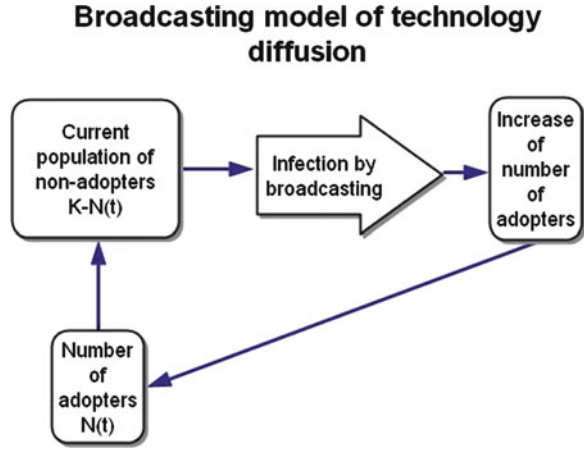 Broadcasting model of technology
diffusion
Current
population of
non-adopters
K-N(t)
Infection by
broadcasting
Increase
of
number
of
adopters
Number
of
adopters
N(t)